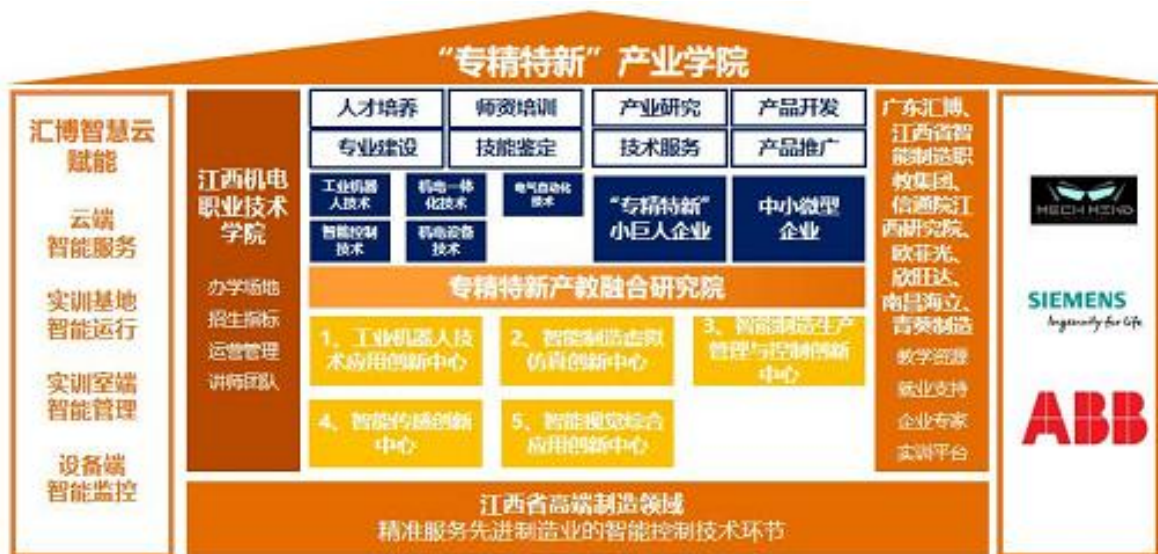 “专精特新”产业学院
汇博智慧云
赋能
云端
智能服务
实训基地
智能运行
实训室端
智能管理
设备端
智能监控
江西机电
职业技术
学院
办学场地
招生指标
运营管理
讲师团队
人才培养
师资培训
产业研究
产品开发
专业建设
技能鉴定
技术服务
产品推广
工业机器
人技术
机电一体
化技术
电气自动化
技术
智能控制
技术
机电设备
技术
“专精特新”
小巨人企业
中小微型
企业
专精特新产教融合研究院
1、工业机器人技
术应用创新中心
2、智能制造虚拟
仿真创新中心
3、智能制造生产
管理与控制创新
中心
4、智能传感创新
中心
5、智能视觉综合
应用创新中心
广东汇博、
江西省智
能制造职
教集团、
信通院江
西研究院、
欧菲光、
欣旺达、
南昌海立、
青葵制造
教学资源
就业支持
企业专家
实训平台
MECH MIND
SIEMENS
Ingenuity for life
ABB
江西省高端制造领域
精准服务先进制造业的智能控制技术环节